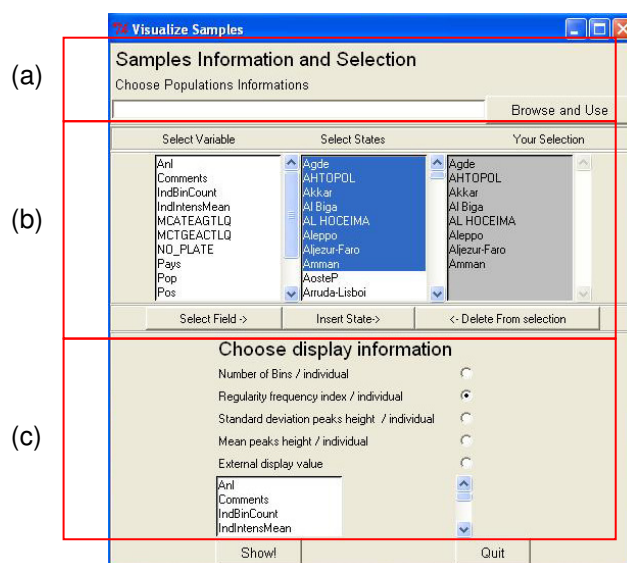 Visualize Samples
(a)
Samples Information and Selection
Choose Populations Informations
Browse and Use
(b)
Select Variable Select States Your Selection
Anl Agde Agde
Comments AHTOPOL AHTOPOL
IndBinCount Akkar Akkar
IndIntensMean Al Biga Al Biga
MCATEAGTLQ AL HOCEIMA AL HOCEIMA
MCTGEACTLQ Aleppo Aleppo
NO_PLATE Aljezur-Faro Aljezur-Faro
Pays Amman Amman
Pop AosteP
Pos Arruda-Lisboi
Select Field -> Insert State-> <- Delete From selection
(c)
Choose display information
Number of Bins / individual
Regularity frequency index / individual
Standard deviation peaks height / individual
Mean peaks height / individual
External display value
Anl
Comments
IndBinCount
IndIntensMean
Show! Quit